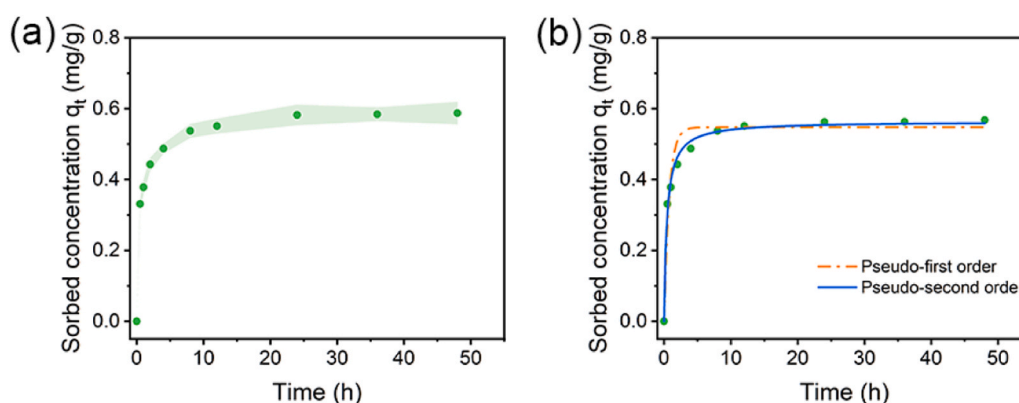 (a)
Sorbed concentration qt (mg/g)
0.8
0.6
0.4
0.2
0.0
0 10 20 30 40 50
Time (h)
(b)
Sorbed concentration qt (mg/g)
0.8
0.6
0.4
0.2
0.0
Pseudo-first order
Pseudo-second orde
0 10 20 30 40 50
Time (h)